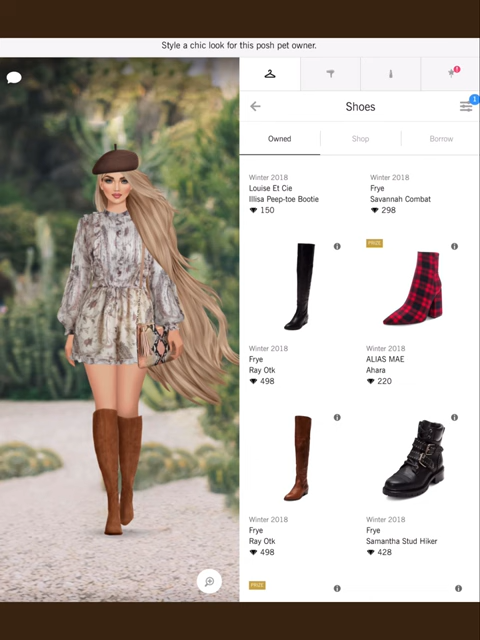 Style a chic look for this posh pet owner.
!
1
Shoes
Owned
Shop
Borrow
Winter 2018
Louise Et Cie
Illisa Peep-toe Bootie
150
Winter 2018
Frye
Savannah Combat
298
PRIZE
Winter 2018
Frye
Ray Otk
498
Winter 2018
ALIAS MAE
Ahara
220
Winter 2018
Frye
Ray Otk
498
Winter 2018
Frye
Samantha Stud Hiker
428
PRIZE